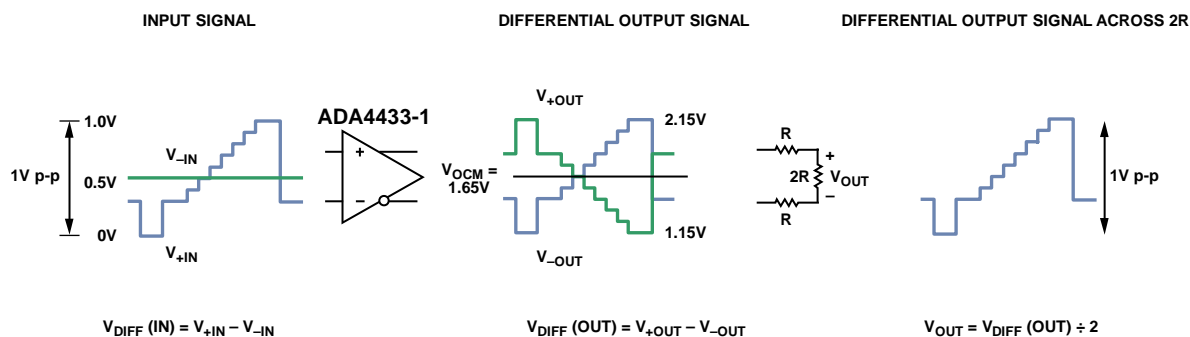 INPUT SIGNAL
DIFFERENTIAL OUTPUT SIGNAL
DIFFERENTIAL OUTPUT SIGNAL ACROSS 2R
1V p-p
1.0V
0.5V
0V
V–IN
V+IN
ADA4433-1
+
–
V+OUT
VOCM =
1.65V
V–OUT
2.15V
1.15V
R
2R
R
+
VOUT
–
1V p-p
VDIFF (IN) = V+IN – V–IN
VDIFF (OUT) = V+OUT – V–OUT
VOUT = VDIFF (OUT) ÷ 2